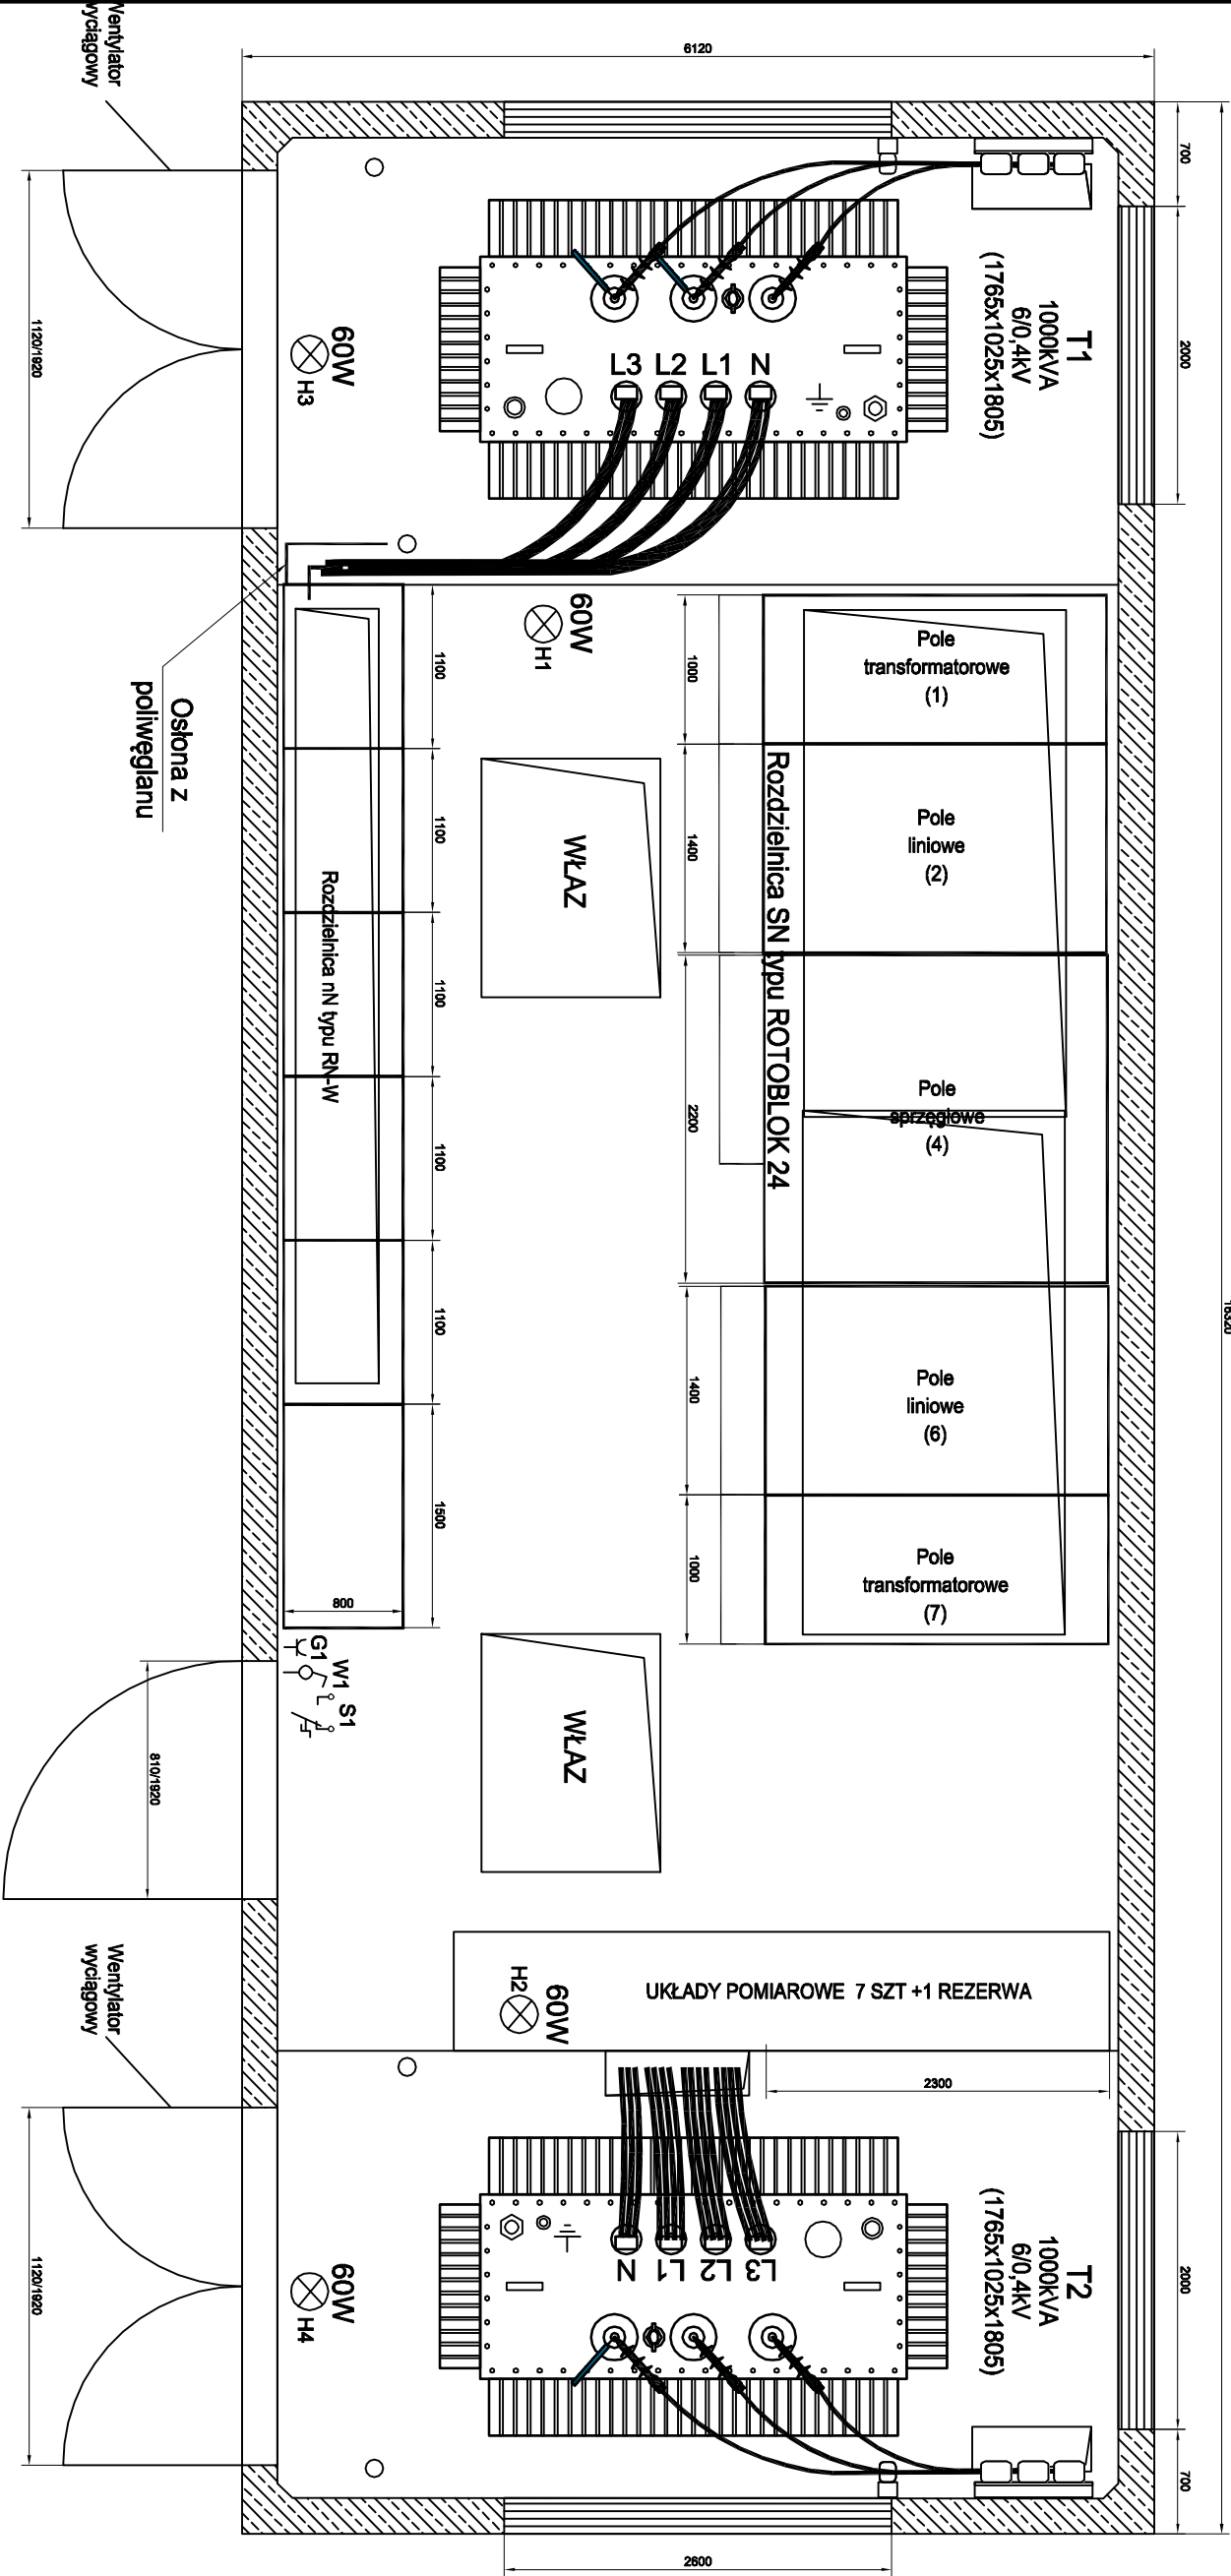 Wentylator
wyciągowy
6120
700
2000
1120/1920
60W
H3
L3 L2 L1 N
T1
1000kVA
6/0,4kV
(1765x1025x1805)
Osłona z
poliwęglanu
60W
H1
1100
1100
1100
1100
1100
1500
800
Rozdzielnica nN typu RN-W
WŁAZ
1000
1400
2200
1400
1000
Rozdzielnica SN typu ROTOBLOK 24
Pole
transformatorowe
(1)
Pole
liniowe
(2)
Pole
sprzęgłowe
(4)
Pole
liniowe
(6)
Pole
transformatorowe
(7)
G1
W1
S1
810/1920
WŁAZ
UKŁADY POMIAROWE 7 SZT +1 REZERWA
60W
H2
2300
Wentylator
wyciągowy
1120/1920
60W
H4
N L1 L2 L3
T2
1000kVA
6/0,4kV
(1765x1025x1805)
2000
700
2600